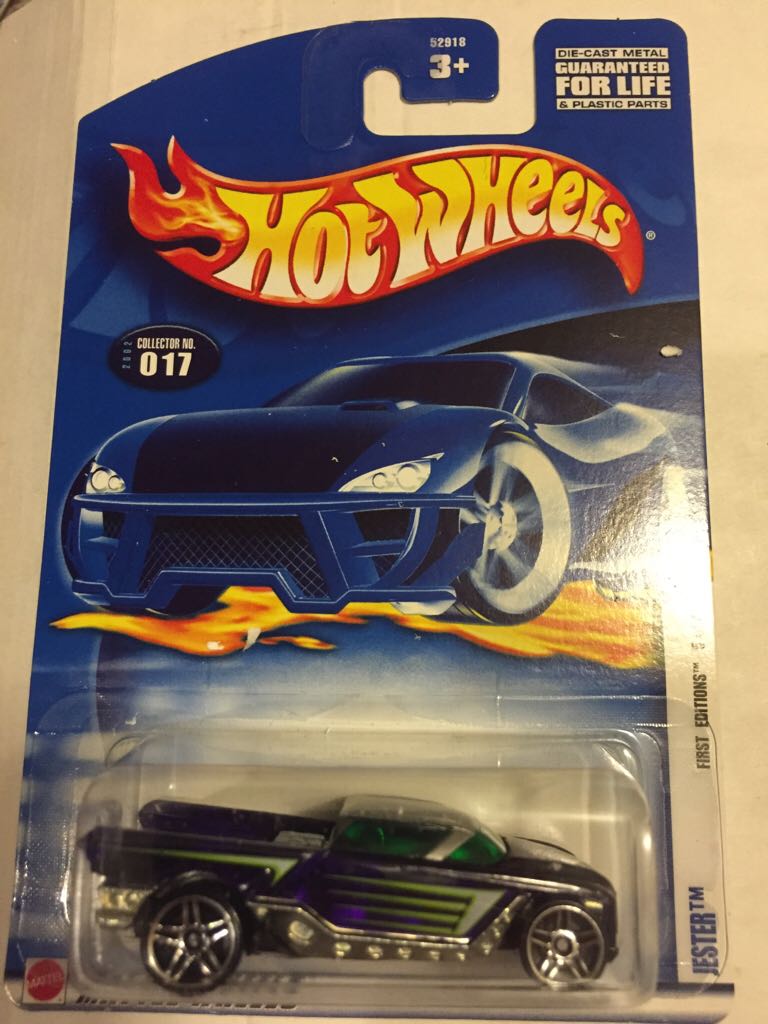 52918
3+
DIE-CAST METAL
GUARANTEED
FOR LIFE
& PLASTIC PARTS
HOT WHEELS®
2002
COLLECTOR NO.
017
FIRST EDITIONS™
JESTER™
MATTEL